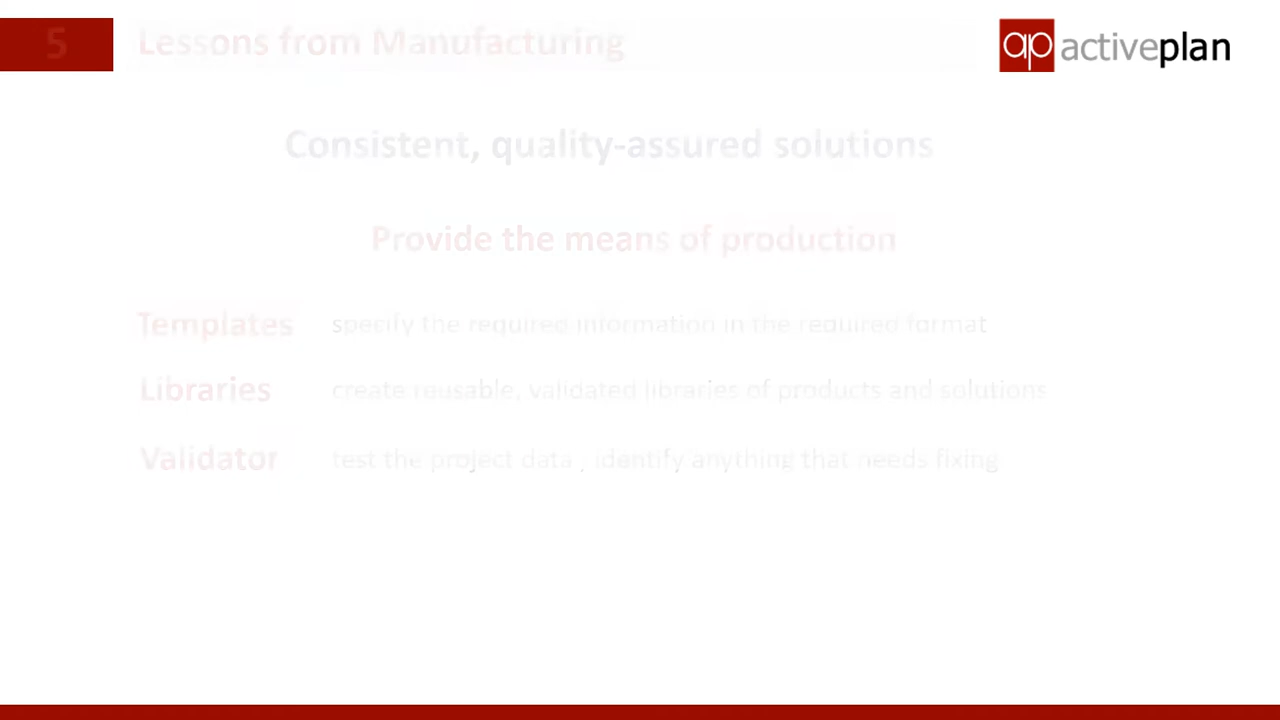 5 Lessons from Manufacturing
ap activeplan
Consistent, quality-assured solutions
Provide the means of production
Templates specify the required information in the required format
Libraries create reusable, validated libraries of products and solutions
Validator test the project data , identify anything that needs fixing